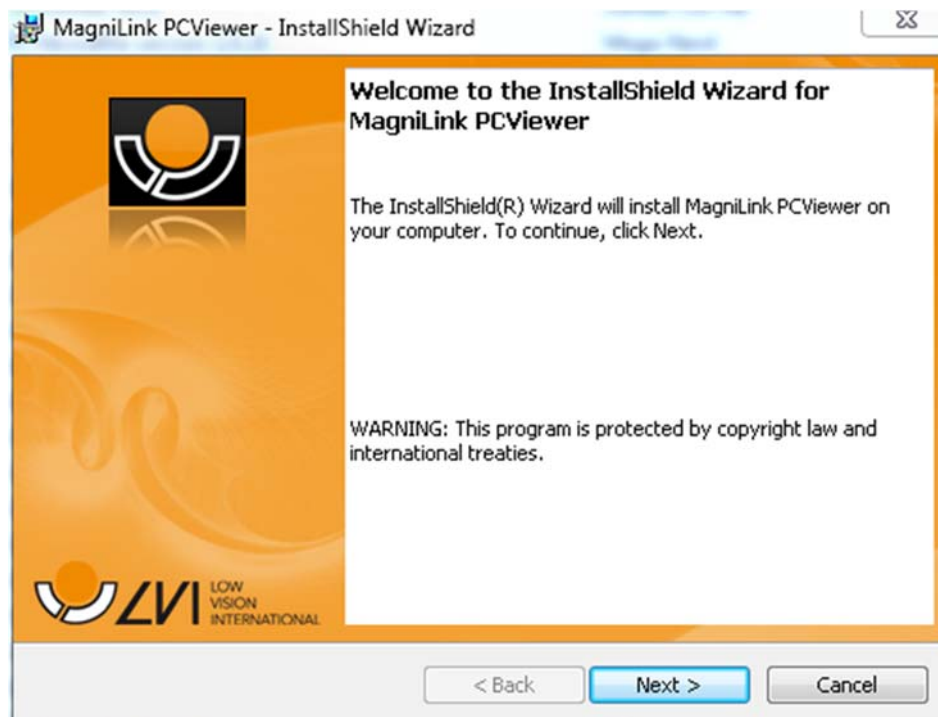 MagniLink PCViewer - InstallShield Wizard
Welcome to the InstallShield Wizard for
MagniLink PCViewer
The InstallShield(R) Wizard will install MagniLink PCViewer on
your computer. To continue, click Next.
WARNING: This program is protected by copyright law and
international treaties.
LVI LOW
VISION
INTERNATIONAL
< Back Next > Cancel